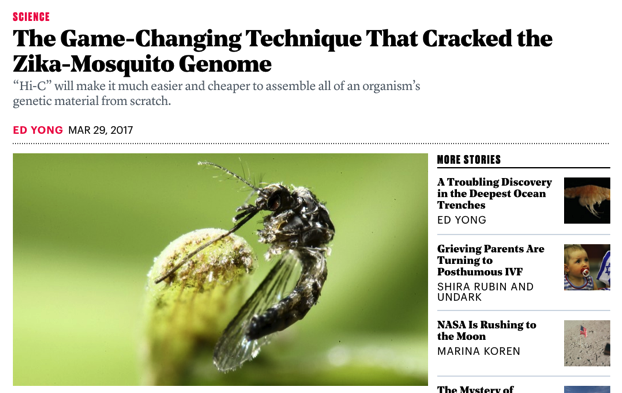 SCIENCE
The Game-Changing Technique That Cracked the
Zika-Mosquito Genome
“Hi-C” will make it much easier and cheaper to assemble all of an organism’s
genetic material from scratch.
ED YONG MAR 29, 2017
MORE STORIES
A Troubling Discovery
in the Deepest Ocean
Trenches
ED YONG
Grieving Parents Are
Turning to
Posthumous IVF
SHIRA RUBIN AND
UNDARK
NASA Is Rushing to
the Moon
MARINA KOREN
The Mystery of